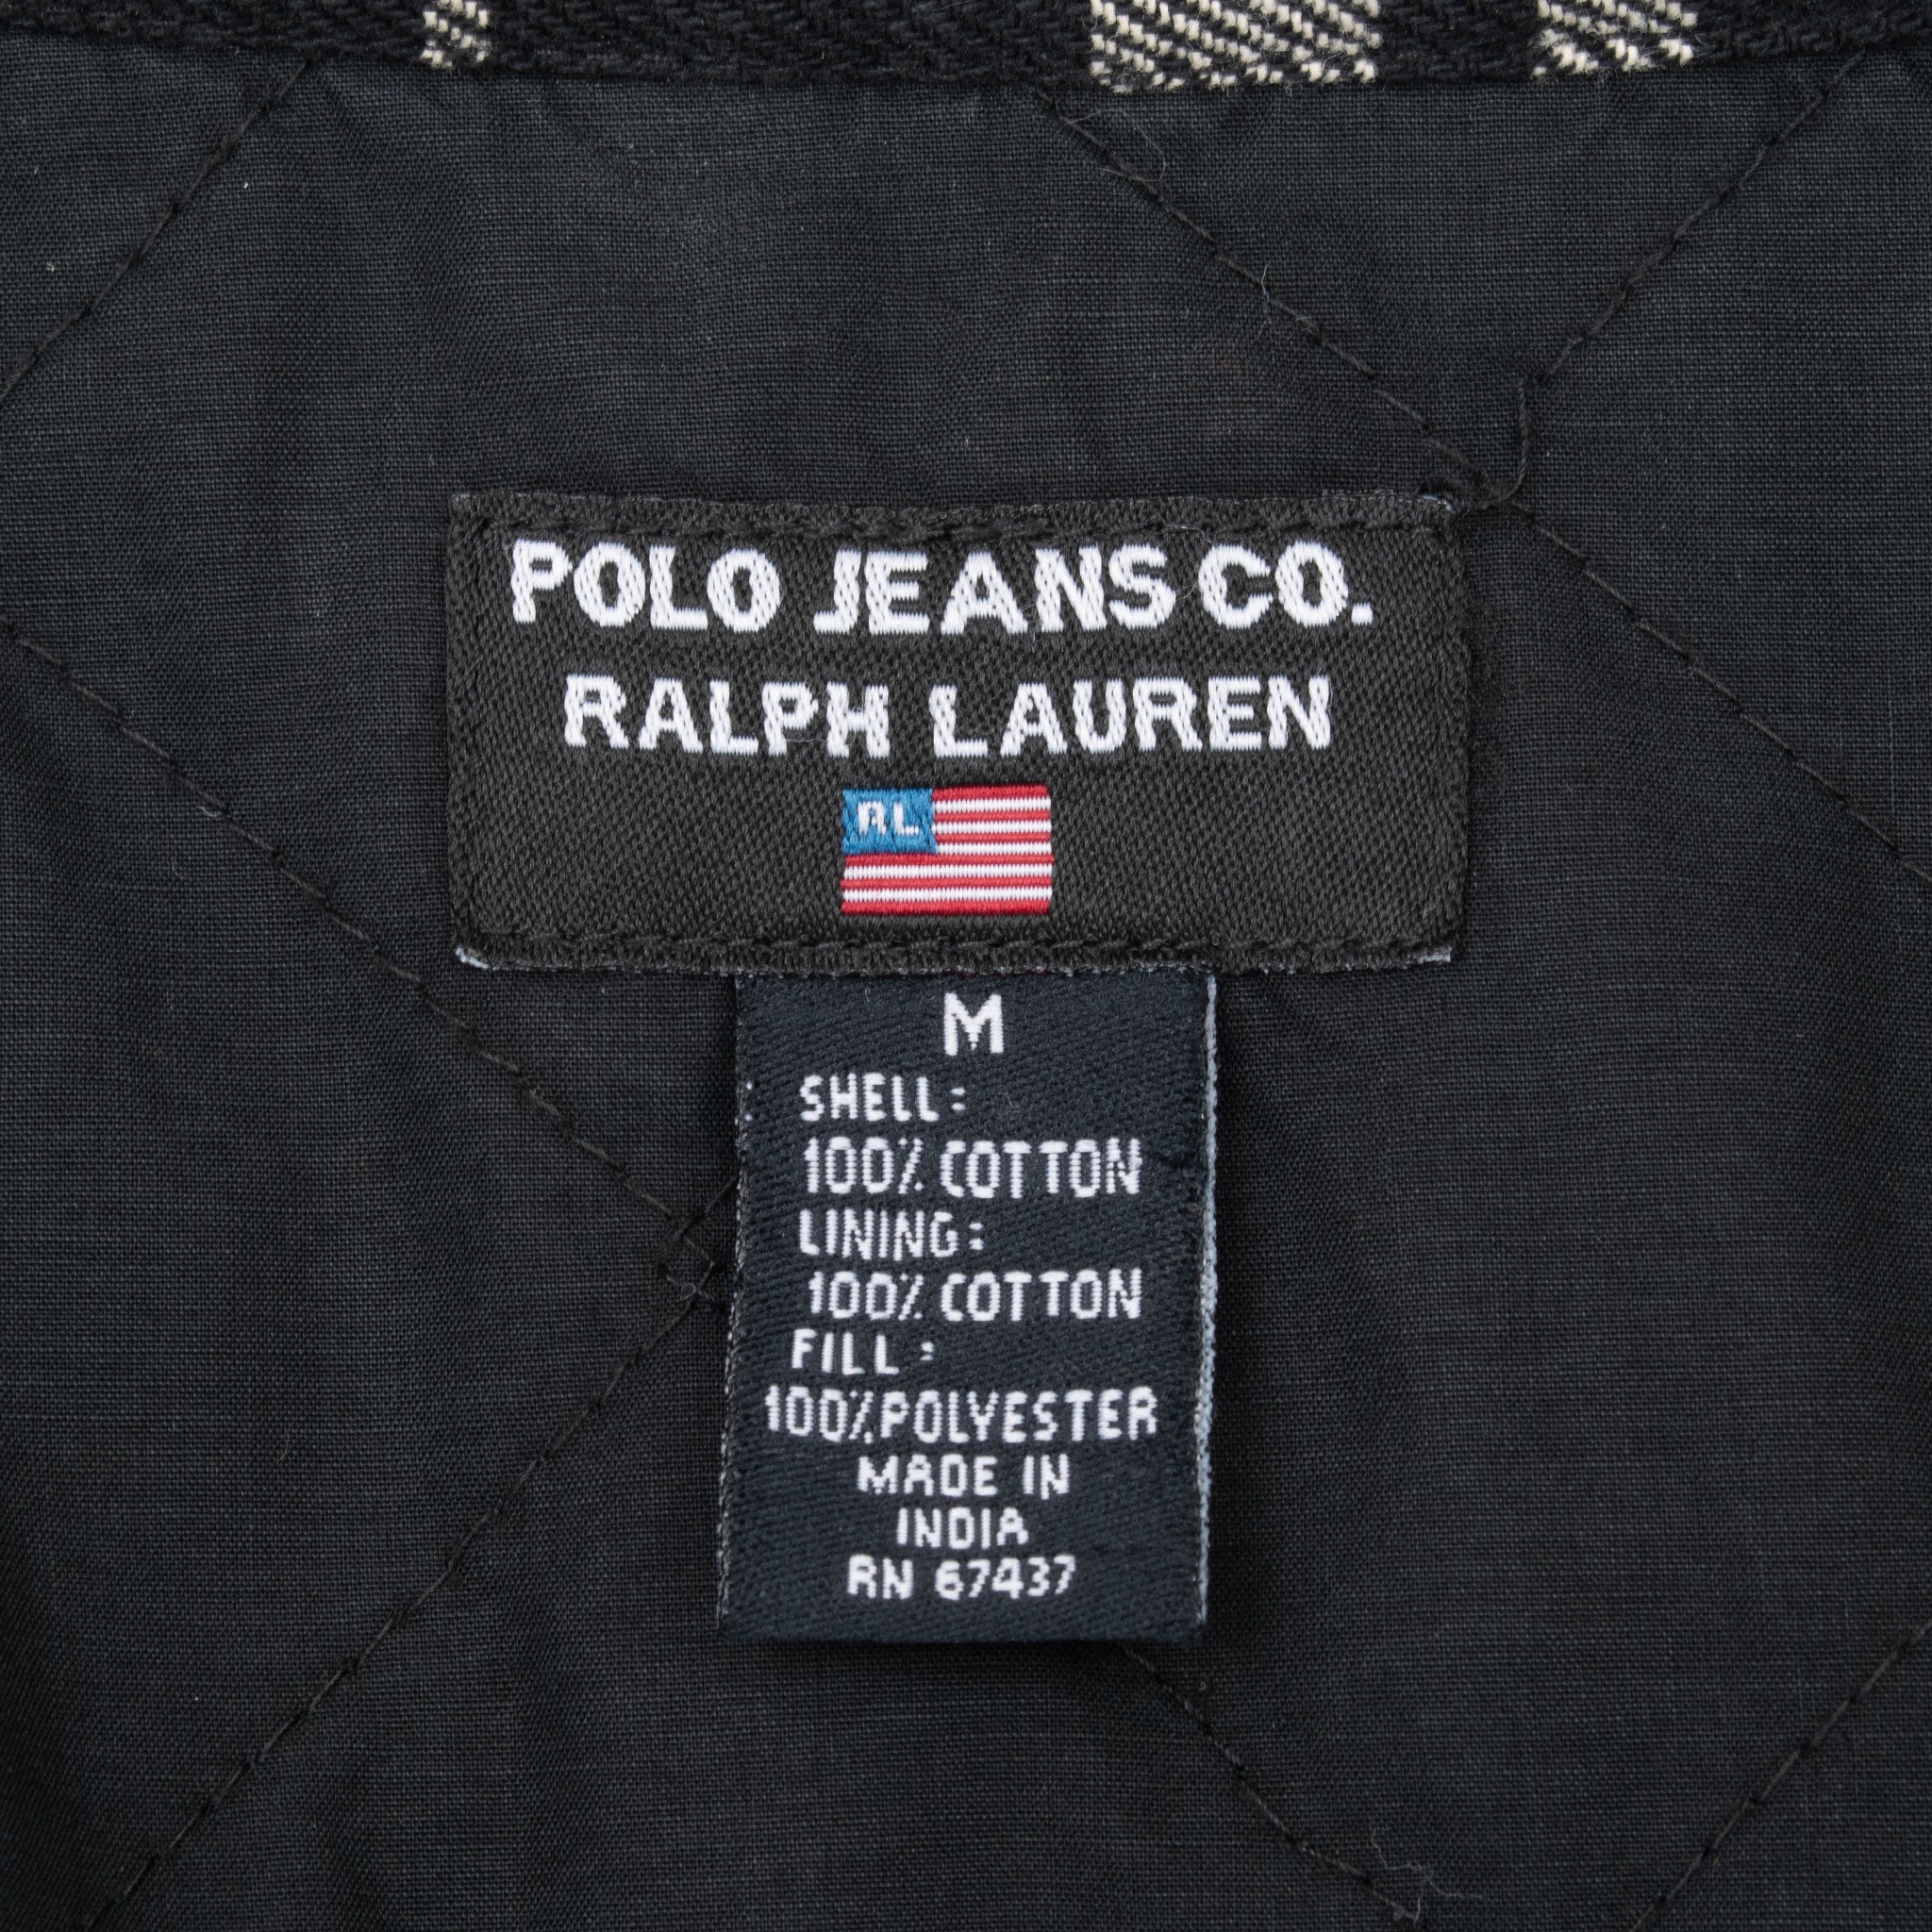 POLO JEANS CO.
RALPH LAUREN
RL
M
SHELL:
100% COTTON
LINING:
100% COTTON
FILL:
100% POLYESTER
MADE IN
INDIA
RN 67437